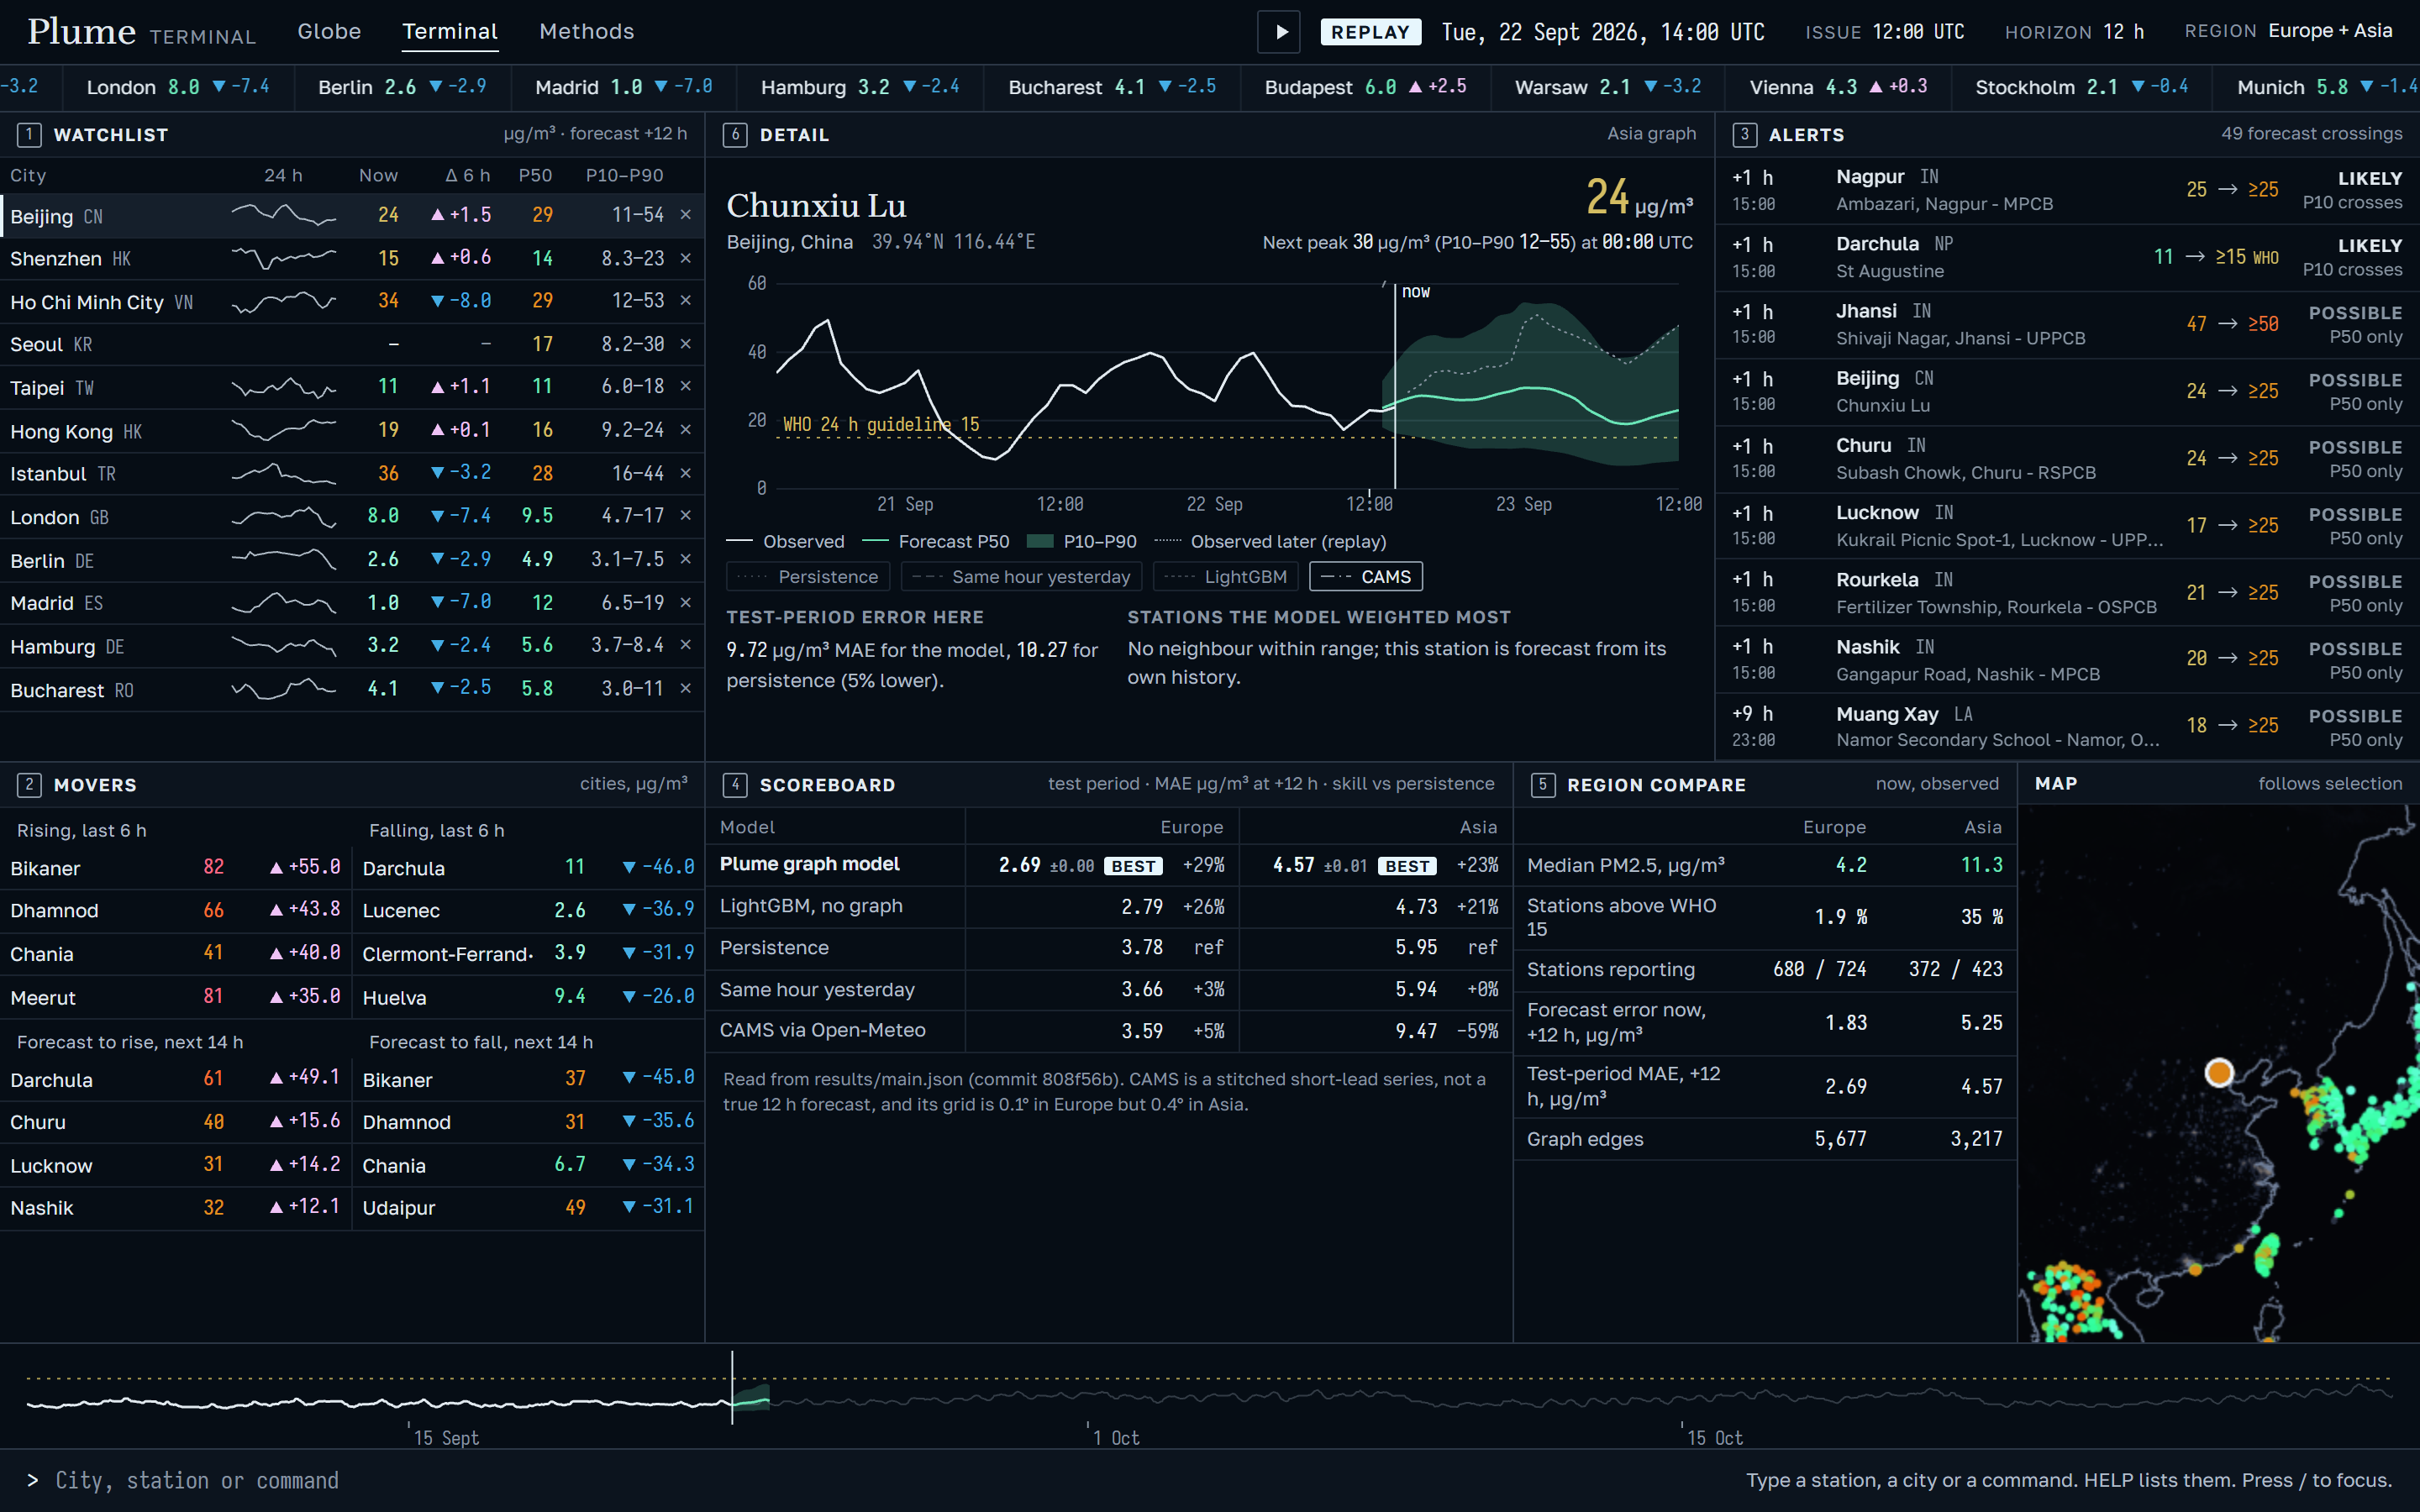 Plume TERMINAL Globe Terminal Methods REPLAY Tue, 22 Sept 2026, 14:00 UTC ISSUE 12:00 UTC HORIZON 12 h REGION Europe + Asia
−3.2 London 8.0 ▼ −7.4 Berlin 2.6 ▼ −2.9 Madrid 1.0 ▼ −7.0 Hamburg 3.2 ▼ −2.4 Bucharest 4.1 ▼ −2.5 Budapest 6.0 ▲ +2.5 Warsaw 2.1 ▼ −3.2 Vienna 4.3 ▲ +0.3 Stockholm 2.1 ▼ −0.4 Munich 5.8 ▼ −1.4
1 WATCHLIST µg/m³ · forecast +12 h
City 24 h Now Δ 6 h P50 P10–P90
Beijing CN 24 ▲ +1.5 29 11–54 ×
Shenzhen HK 15 ▲ +0.6 14 8.3–23 ×
Ho Chi Minh City VN 34 ▼ −8.0 29 12–53 ×
Seoul KR – – 17 8.2–30 ×
Taipei TW 11 ▲ +1.1 11 6.0–18 ×
Hong Kong HK 19 ▲ +0.1 16 9.2–24 ×
Istanbul TR 36 ▼ −3.2 28 16–44 ×
London GB 8.0 ▼ −7.4 9.5 4.7–17 ×
Berlin DE 2.6 ▼ −2.9 4.9 3.1–7.5 ×
Madrid ES 1.0 ▼ −7.0 12 6.5–19 ×
Hamburg DE 3.2 ▼ −2.4 5.6 3.7–8.4 ×
Bucharest RO 4.1 ▼ −2.5 5.8 3.0–11 ×
6 DETAIL Asia graph
Chunxiu Lu 24 µg/m³
Beijing, China 39.94°N 116.44°E Next peak 30 µg/m³ (P10–P90 12–55) at 00:00 UTC
60
now
40
20
WHO 24 h guideline 15
0
21 Sep 12:00 22 Sep 12:00 23 Sep 12:00
Observed Forecast P50 P10–P90 Observed later (replay)
Persistence Same hour yesterday LightGBM CAMS
TEST-PERIOD ERROR HERE
9.72 µg/m³ MAE for the model, 10.27 for
persistence (5% lower).
STATIONS THE MODEL WEIGHTED MOST
No neighbour within range; this station is forecast from its
own history.
3 ALERTS 49 forecast crossings
+1 h Nagpur IN 25 → ≥25 LIKELY
15:00 Ambazari, Nagpur - MPCB P10 crosses
+1 h Darchula NP 11 → ≥15 WHO LIKELY
15:00 St Augustine P10 crosses
+1 h Jhansi IN 47 → ≥50 POSSIBLE
15:00 Shivaji Nagar, Jhansi - UPPCB P50 only
+1 h Beijing CN 24 → ≥25 POSSIBLE
15:00 Chunxiu Lu P50 only
+1 h Churu IN 24 → ≥25 POSSIBLE
15:00 Subash Chowk, Churu - RSPCB P50 only
+1 h Lucknow IN 17 → ≥25 POSSIBLE
15:00 Kukrail Picnic Spot-1, Lucknow - UPP... P50 only
+1 h Rourkela IN 21 → ≥25 POSSIBLE
15:00 Fertilizer Township, Rourkela - OSPCB P50 only
+1 h Nashik IN 20 → ≥25 POSSIBLE
15:00 Gangapur Road, Nashik - MPCB P50 only
+9 h Muang Xay LA 18 → ≥25 POSSIBLE
23:00 Namor Secondary School - Namor, O... P50 only
2 MOVERS cities, µg/m³
Rising, last 6 h Falling, last 6 h
Bikaner 82 ▲ +55.0 Darchula 11 ▼ −46.0
Dhamnod 66 ▲ +43.8 Lucenec 2.6 ▼ −36.9
Chania 41 ▲ +40.0 Clermont-Ferrand· 3.9 ▼ −31.9
Meerut 81 ▲ +35.0 Huelva 9.4 ▼ −26.0
Forecast to rise, next 14 h Forecast to fall, next 14 h
Darchula 61 ▲ +49.1 Bikaner 37 ▼ −45.0
Churu 40 ▲ +15.6 Dhamnod 31 ▼ −35.6
Lucknow 31 ▲ +14.2 Chania 6.7 ▼ −34.3
Nashik 32 ▲ +12.1 Udaipur 49 ▼ −31.1
4 SCOREBOARD test period · MAE µg/m³ at +12 h · skill vs persistence
Model Europe Asia
Plume graph model 2.69 ±0.00 BEST +29% 4.57 ±0.01 BEST +23%
LightGBM, no graph 2.79 +26% 4.73 +21%
Persistence 3.78 ref 5.95 ref
Same hour yesterday 3.66 +3% 5.94 +0%
CAMS via Open-Meteo 3.59 +5% 9.47 −59%
Read from results/main.json (commit 808f56b). CAMS is a stitched short-lead series, not a
true 12 h forecast, and its grid is 0.1° in Europe but 0.4° in Asia.
5 REGION COMPARE now, observed
Europe Asia
Median PM2.5, µg/m³ 4.2 11.3
Stations above WHO
15 1.9 % 35 %
Stations reporting 680 / 724 372 / 423
Forecast error now,
+12 h, µg/m³ 1.83 5.25
Test-period MAE, +12
h, µg/m³ 2.69 4.57
Graph edges 5,677 3,217
MAP follows selection
15 Sept 1 Oct 15 Oct
> City, station or command Type a station, a city or a command. HELP lists them. Press / to focus.